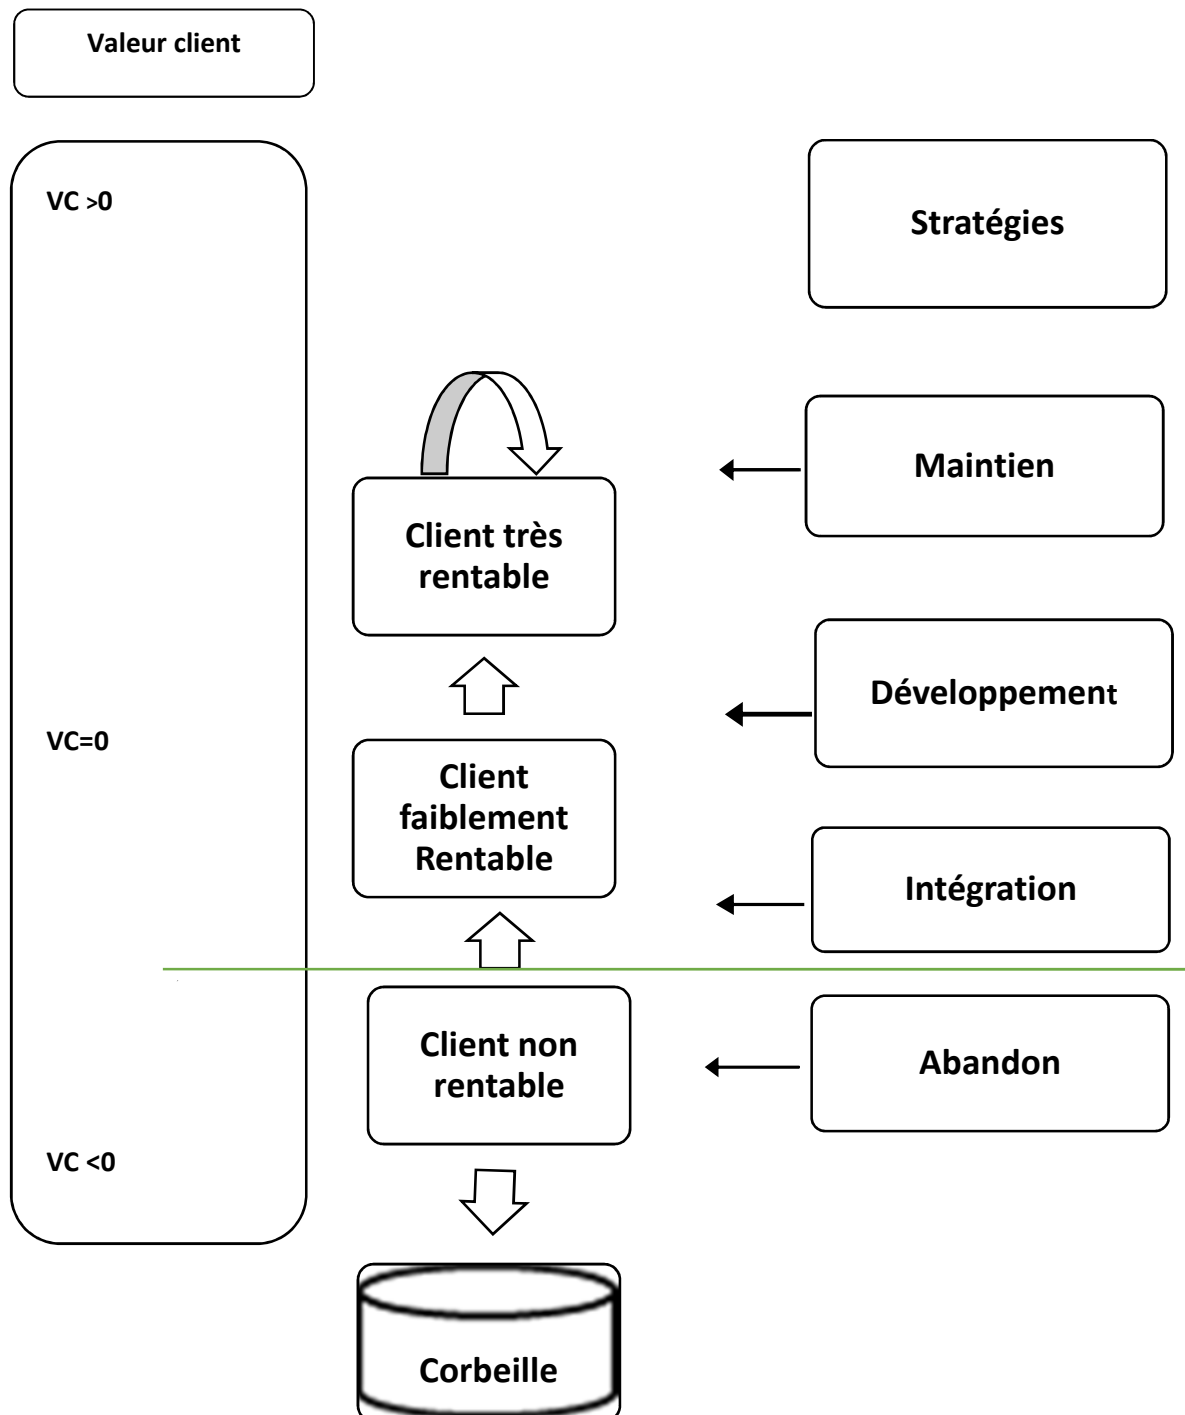 Valeur client
VC >0
Stratégies
Maintien
Client très
rentable
Développement
VC=0
Client
faiblement
Rentable
Intégration
Client non
rentable
Abandon
VC <0
Corbeille